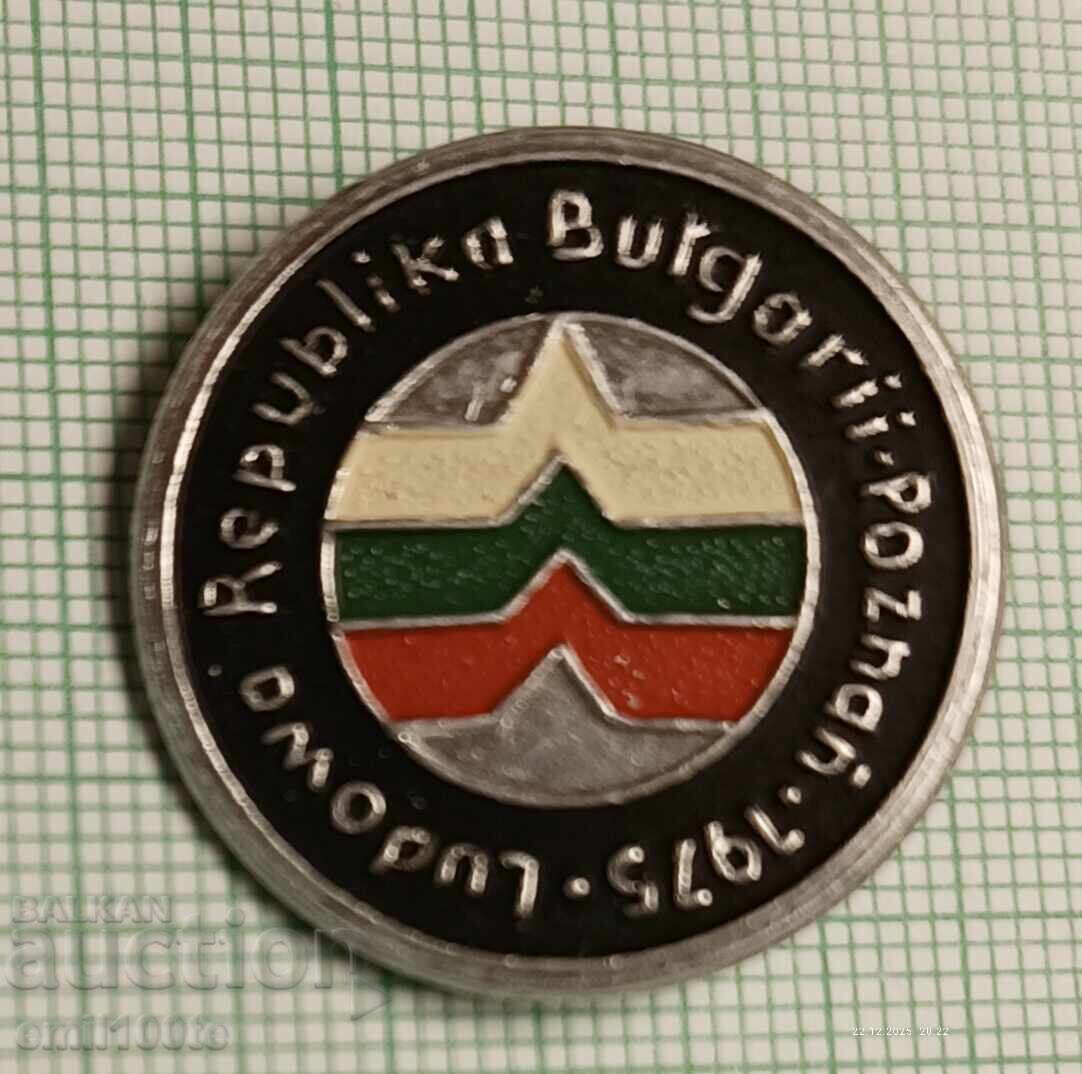 Ludowa Republika Bułgarii · Poznań · 1975 ·
BALKAN
auction
emil100to
22.12.2025 20:22